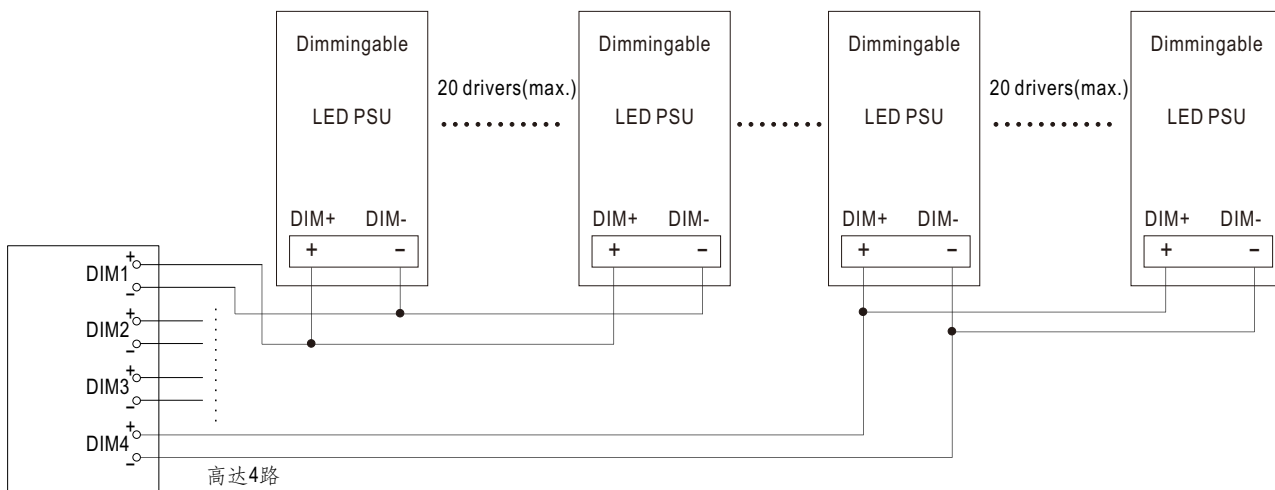 Dimmingable
Dimmingable
Dimmingable
Dimmingable
20 drivers(max.)
20 drivers(max.)
LED PSU
LED PSU
LED PSU
LED PSU
DIM+ DIM-
DIM+ DIM-
DIM+ DIM-
DIM+ DIM-
+ −
+ −
+ −
+ −
DIM1 + −
DIM2 + −
DIM3 + −
DIM4 + −
高达4路